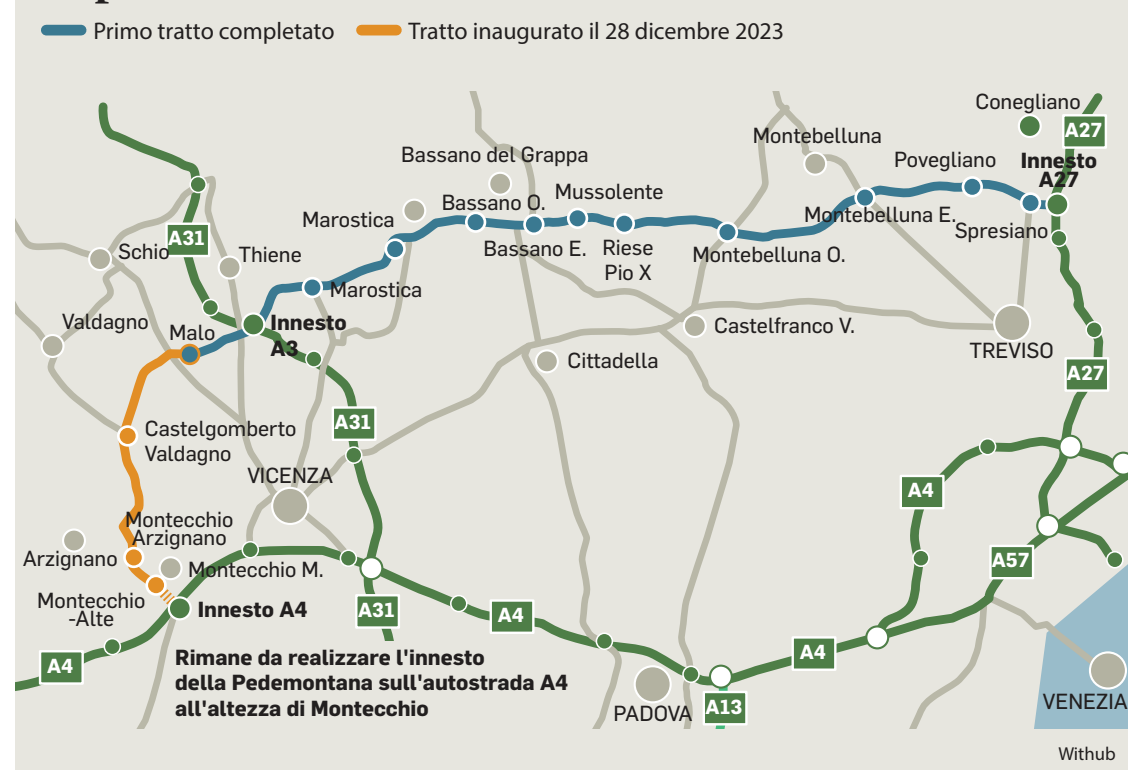 Primo tratto completato
Tratto inaugurato il 28 dicembre 2023
Conegliano
A27
Montebelluna
Innesto
A27
Povegliano
Bassano del Grappa
Mussolente
Bassano O.
Marostica
Montebelluna E.
Spresiano
A31
Schio
Thiene
Bassano E.
Riese
Pio X
Montebelluna O.
Marostica
Valdagno
Malo
Innesto
A3
Castelfranco V.
TREVISO
Cittadella
A27
A31
Castelgomberto
Valdagno
VICENZA
A4
Montecchio
Arzignano
Arzignano
Montecchio M.
A57
Montecchio
-Alte
Innesto A4
A31
A4
A4
A4
Rimane da realizzare l'innesto
della Pedemontana sull'autostrada A4
all'altezza di Montecchio
PADOVA
A13
VENEZIA
Withub